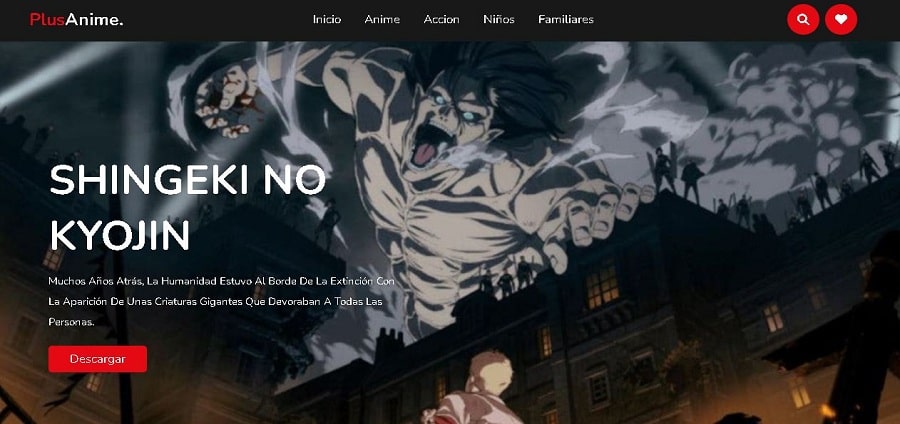 PlusAnime.
Inicio Anime Accion Niños Familiares
SHINGEKI NO
KYOJIN
Muchos Años Atrás, La Humanidad Estuvo Al Borde De La Extinción Con
La Aparición De Unas Criaturas Gigantes Que Devoraban A Todas Las
Personas.
Descargar